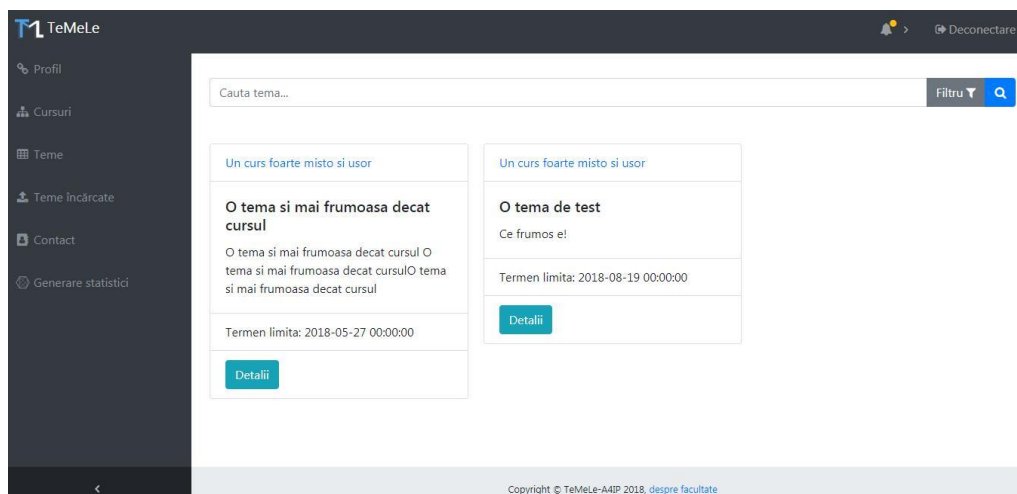 TeMeLe
Deconectare
Profil
Cursuri
Teme
Teme Încărcate
Contact
Generare statistici
Cauta tema...
Filtru
Un curs foarte misto si usor
O tema si mai frumoasa decat
cursul
O tema si mai frumoasa decat cursul O
tema si mai frumoasa decat cursulO tema
si mai frumoasa decat cursul
Termen limita: 2018-05-27 00:00:00
Detalii
Un curs foarte misto si usor
O tema de test
Ce frumos e!
Termen limita: 2018-08-19 00:00:00
Detalii
Copyright © TeMeLe-A4IP 2018, despre facultate